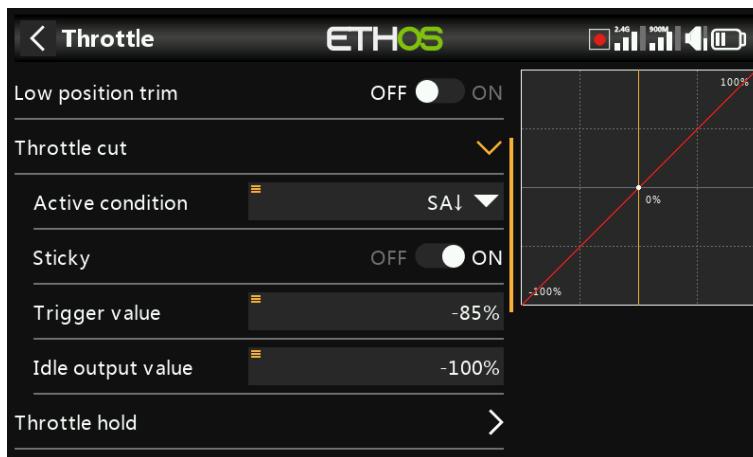 Throttle
ETHOS
2.4G
900M
Low position trim OFF ON
100%
Throttle cut
Active condition SA↓
0%
Sticky OFF ON
Trigger value -85%
-100%
Idle output value -100%
Throttle hold